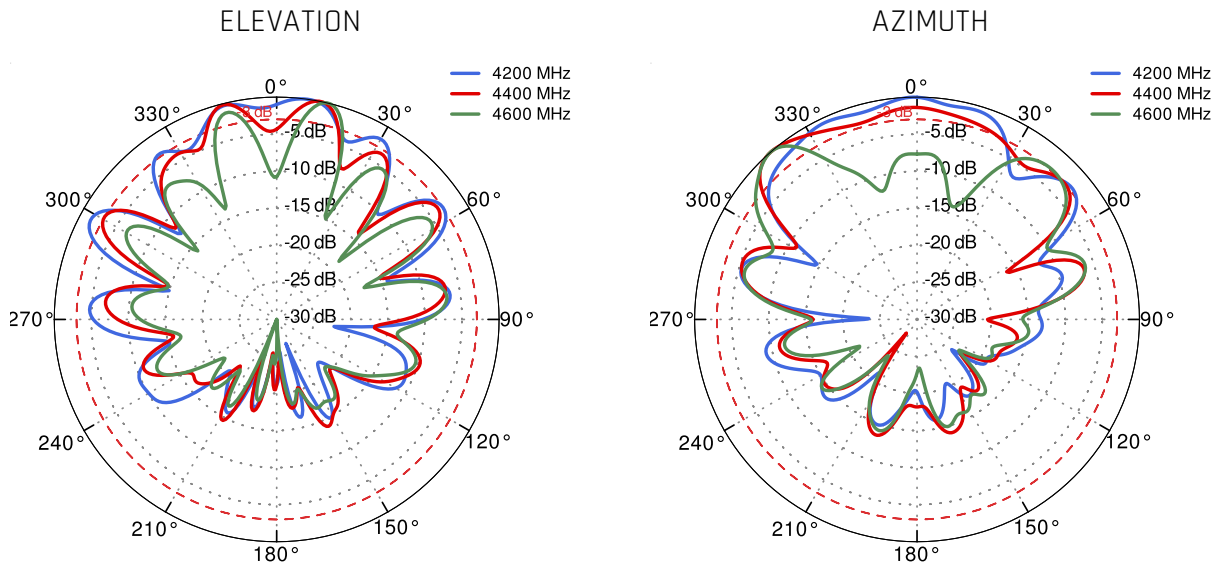 ELEVATION
4200 MHz
4400 MHz
4600 MHz
0°
330°
30°
-3 dB
-5 dB
-10 dB
300°
60°
-15 dB
-20 dB
-25 dB
-30 dB
270°
90°
240°
120°
210°
150°
180°
AZIMUTH
4200 MHz
4400 MHz
4600 MHz
0°
330°
30°
-3 dB
-5 dB
-10 dB
300°
60°
-15 dB
-20 dB
-25 dB
-30 dB
270°
90°
240°
120°
210°
150°
180°